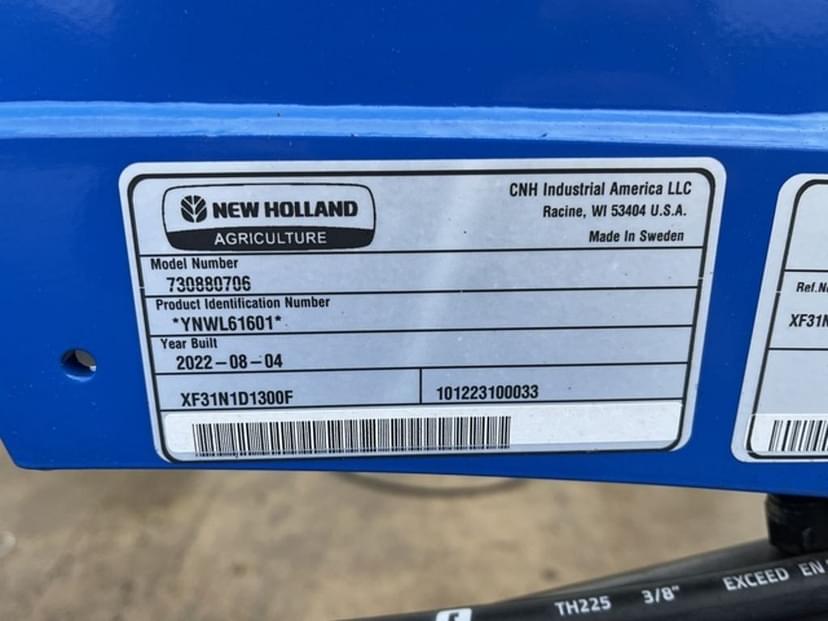 NEW HOLLAND
AGRICULTURE
CNH Industrial America LLC
Racine, WI 53404 U.S.A.
Made In Sweden
Model Number
730880706
Product Identification Number
*YNWL61601*
Year Built
2022-08-04
XF31N1D1300F
101223100033
Ref.N
XF31N
TH225 3/8" EXCEED EN